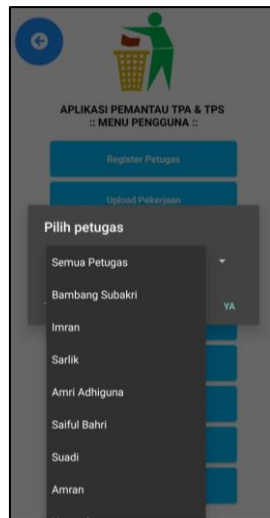 APLIKASI PEMANTAU TPA & TPS
:: MENU PENGGUNA ::
Register Petugas
Upload Pekerjaan
Pilih petugas
Semua Petugas
Bambang Subakri
YA
Imran
Sarlik
Amri Adhiguna
Saiful Bahri
Suadi
Amran